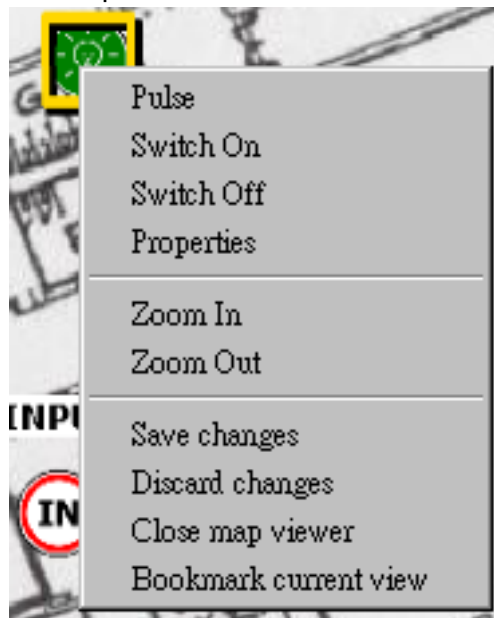 Pulse
Switch On
Switch Off
Properties
Zoom In
Zoom Out
INPU
Save changes
Discard changes
IN
Close map viewer
Bookmark current view